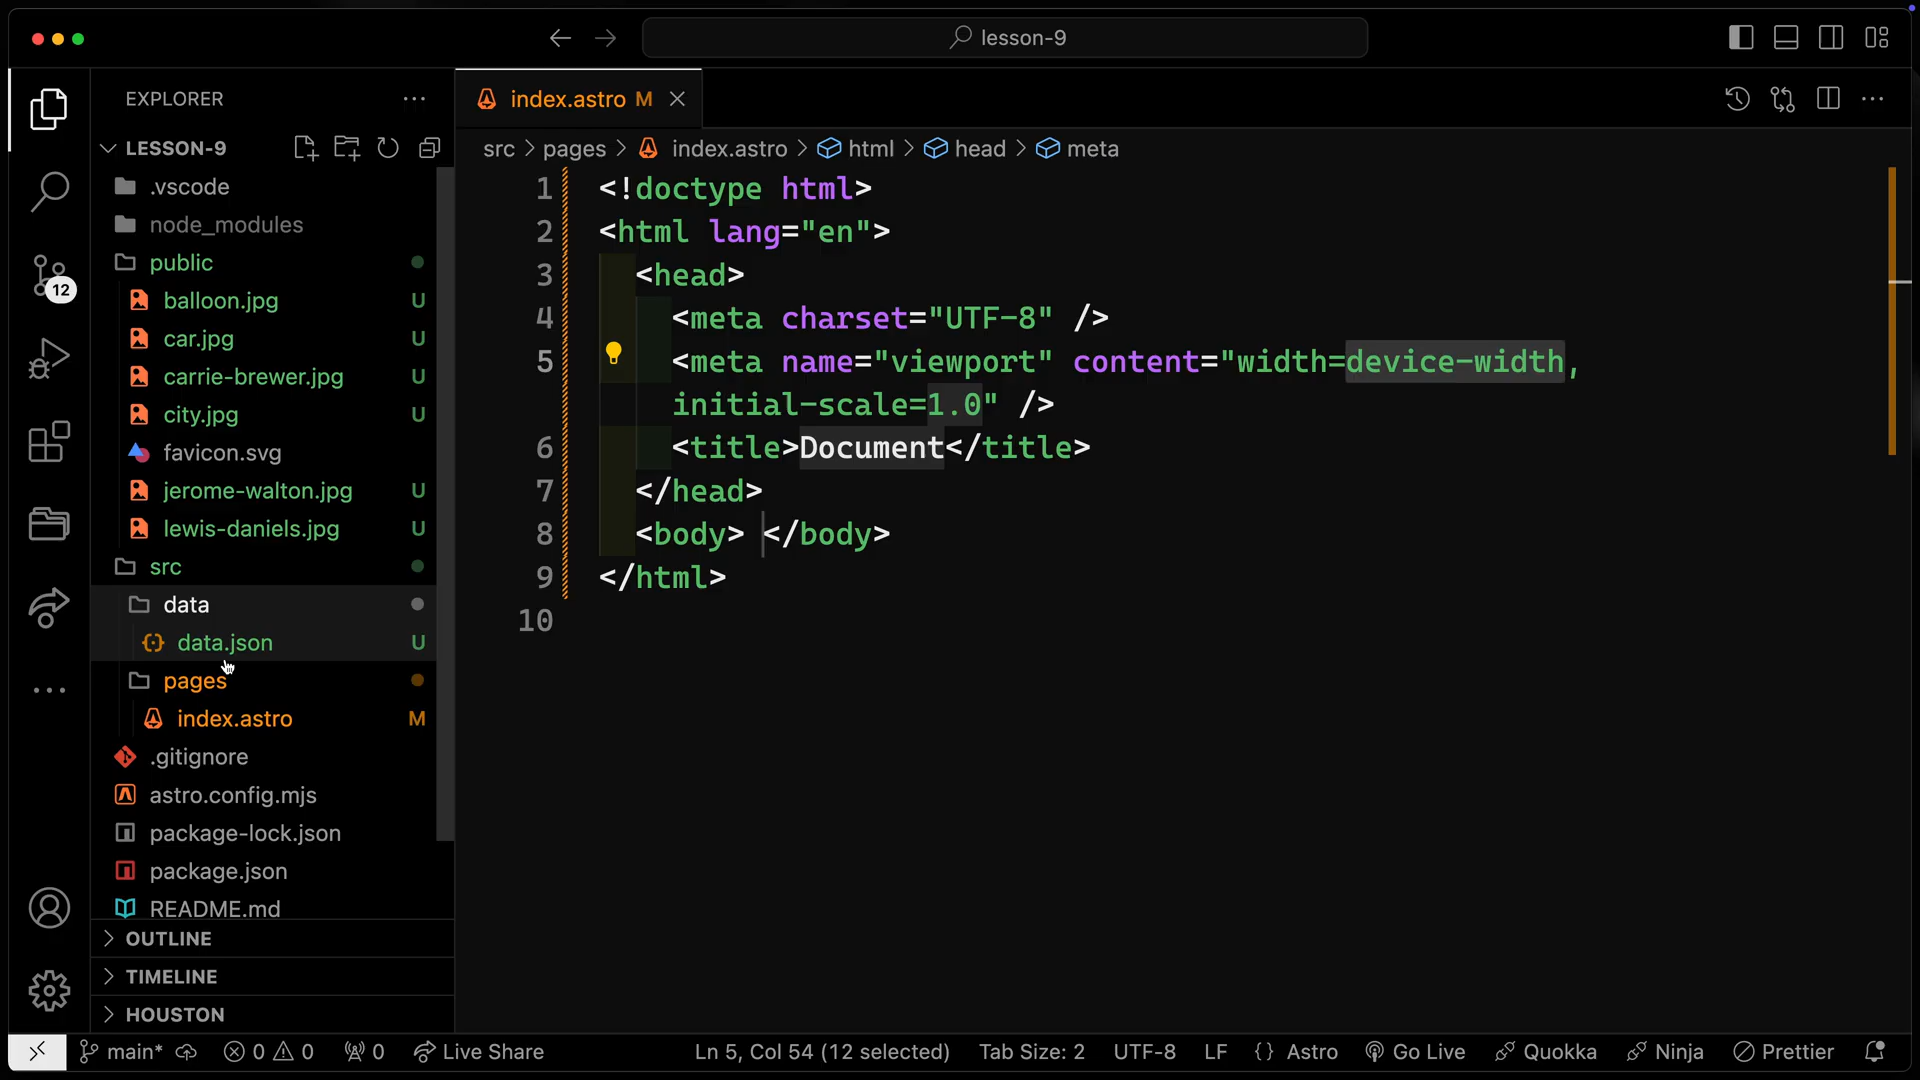 lesson-9
EXPLORER
LESSON-9
.vscode
node_modules
public
balloon.jpg U
car.jpg U
carrie-brewer.jpg U
city.jpg U
favicon.svg
jerome-walton.jpg U
lewis-daniels.jpg U
src
data
data.json U
pages
index.astro M
.gitignore
astro.config.mjs
package-lock.json
package.json
README.md
OUTLINE
TIMELINE
HOUSTON
12
index.astro M
src > pages > index.astro > html > head > meta
1 <!doctype html>
2 <html lang="en">
3 <head>
4 <meta charset="UTF-8" />
5 <meta name="viewport" content="width=device-width,
initial-scale=1.0" />
6 <title>Document</title>
7 </head>
8 <body> </body>
9 </html>
10
main* 0 0 0 Live Share Ln 5, Col 54 (12 selected) Tab Size: 2 UTF-8 LF {} Astro Go Live Quokka Ninja Prettier